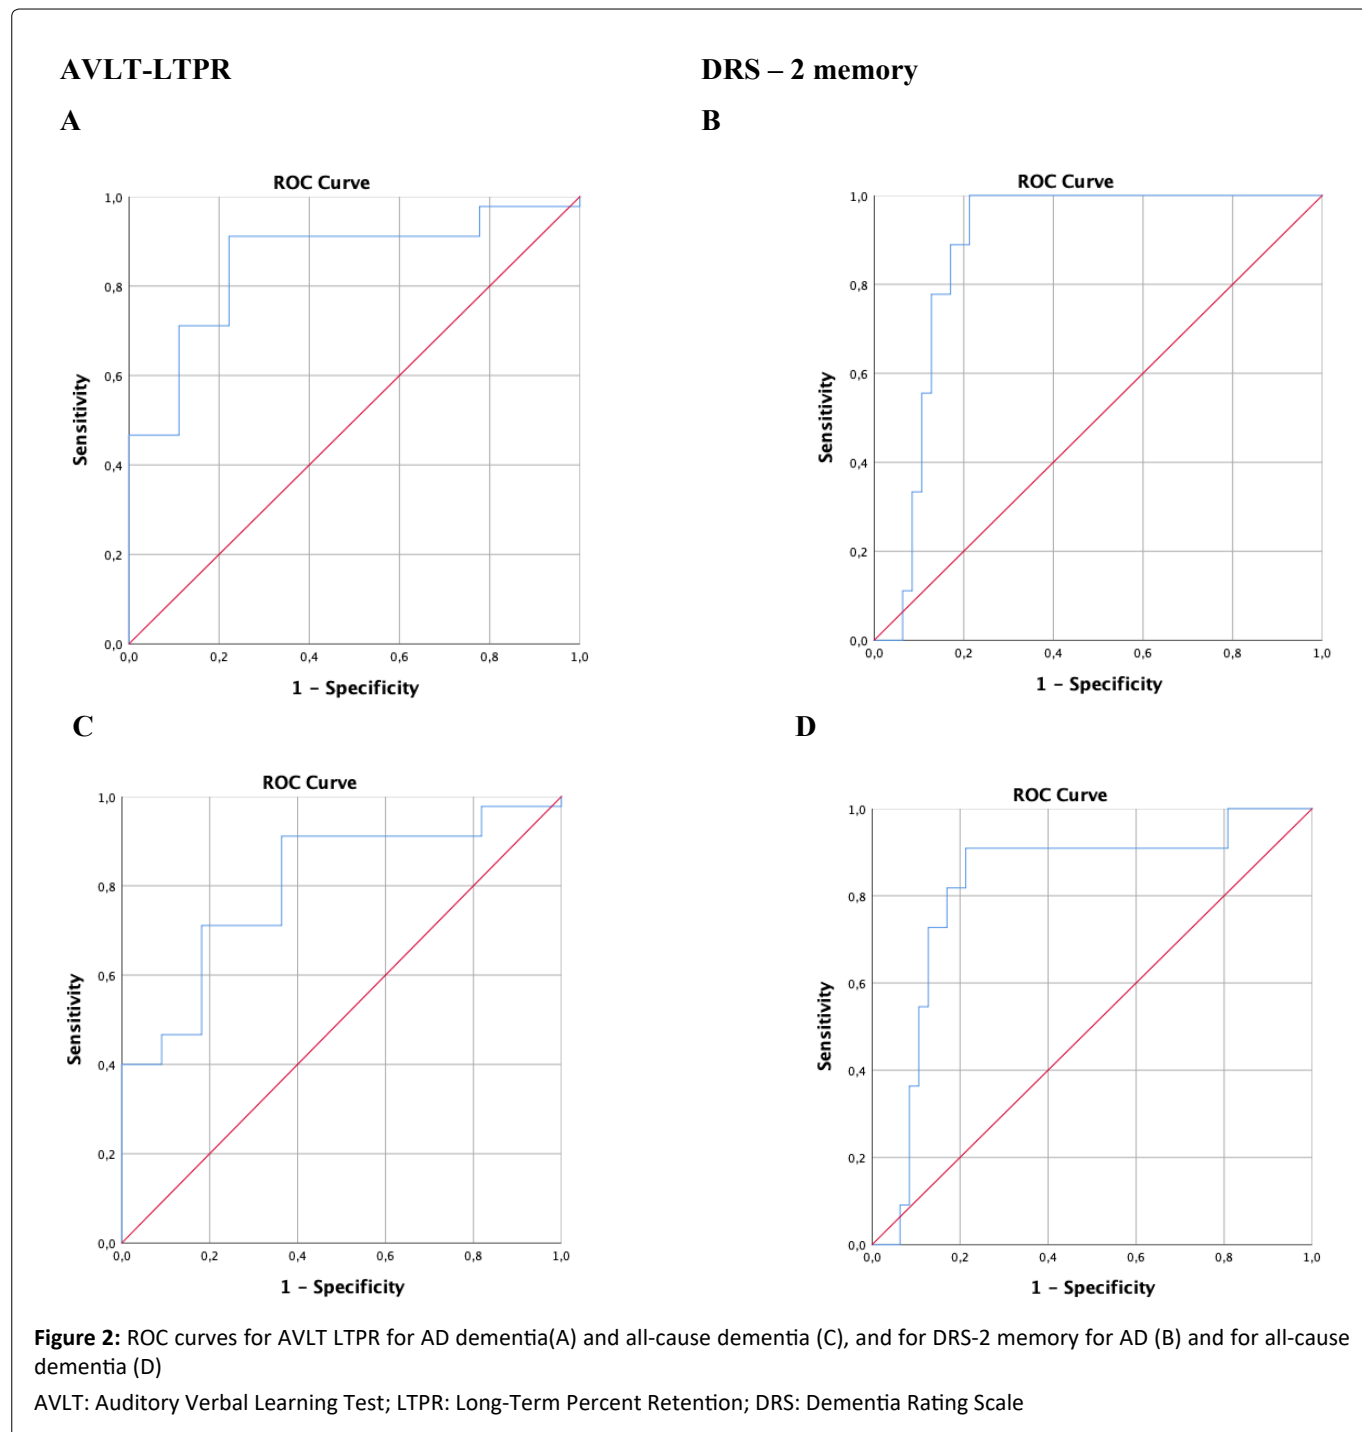 AVLT-LTPR
DRS – 2 memory
A
B
ROC Curve
1,0
0,8
0,6
0,4
0,2
0,0
Sensitivity
0,0 0,2 0,4 0,6 0,8 1,0
1 – Specificity
ROC Curve
1,0
0,8
0,6
0,4
0,2
0,0
Sensitivity
0,0 0,2 0,4 0,6 0,8 1,0
1 – Specificity
C
D
ROC Curve
1,0
0,8
0,6
0,4
0,2
0,0
Sensitivity
0,0 0,2 0,4 0,6 0,8 1,0
1 – Specificity
ROC Curve
1,0
0,8
0,6
0,4
0,2
0,0
Sensitivity
0,0 0,2 0,4 0,6 0,8 1,0
1 – Specificity
Figure 2: ROC curves for AVLT LTPR for AD dementia(A) and all-cause dementia (C), and for DRS-2 memory for AD (B) and for all-cause
dementia (D)
AVLT: Auditory Verbal Learning Test; LTPR: Long-Term Percent Retention; DRS: Dementia Rating Scale